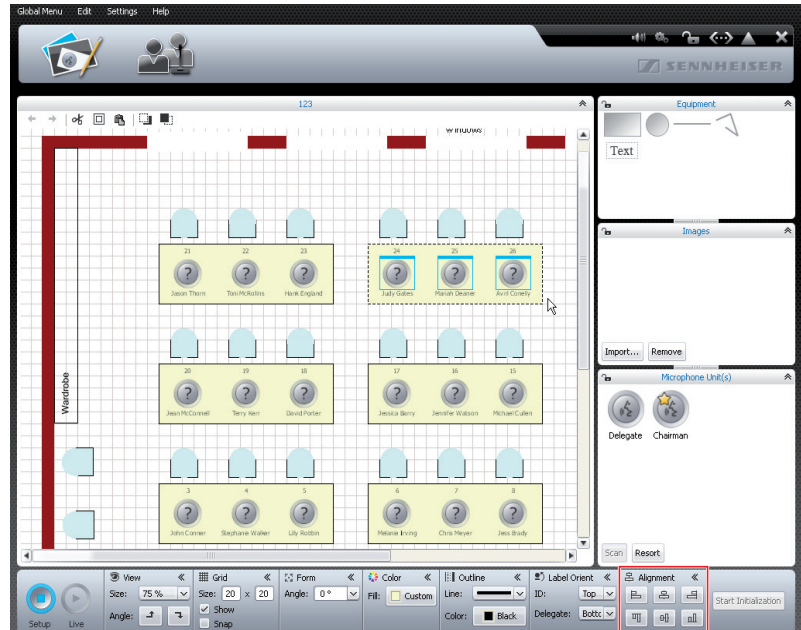 Global Menu Edit Settings Help
SENNHEISER
123
Windows
Wardrobe
21 22 23 24 25 26
Jason Thorn Toni McRolins Hank England Judy Gates Mariah Deaner Avril Conelly
20 19 18 17 16 15
Jean McConnell Terry Kerr David Porter Jessica Berry Jennifer Watson Michael Cullen
3 4 5 6 7 8
John Conner Stephanie Walker Lily Robbin Melanie Irving Chris Meyer Jess Brady
Equipment
Text
Images
Import... Remove
Microphone Unit(s)
Delegate Chairman
Scan Resort
View Grid Form Color Outline Label Orient Alignment
Size: 75 % Size: 20 x 20 Angle: 0 ° Fill: Custom Line: ID: Top
Angle: Show Color: Black Delegate: Bottc Start Initialization
Snap
Setup Live